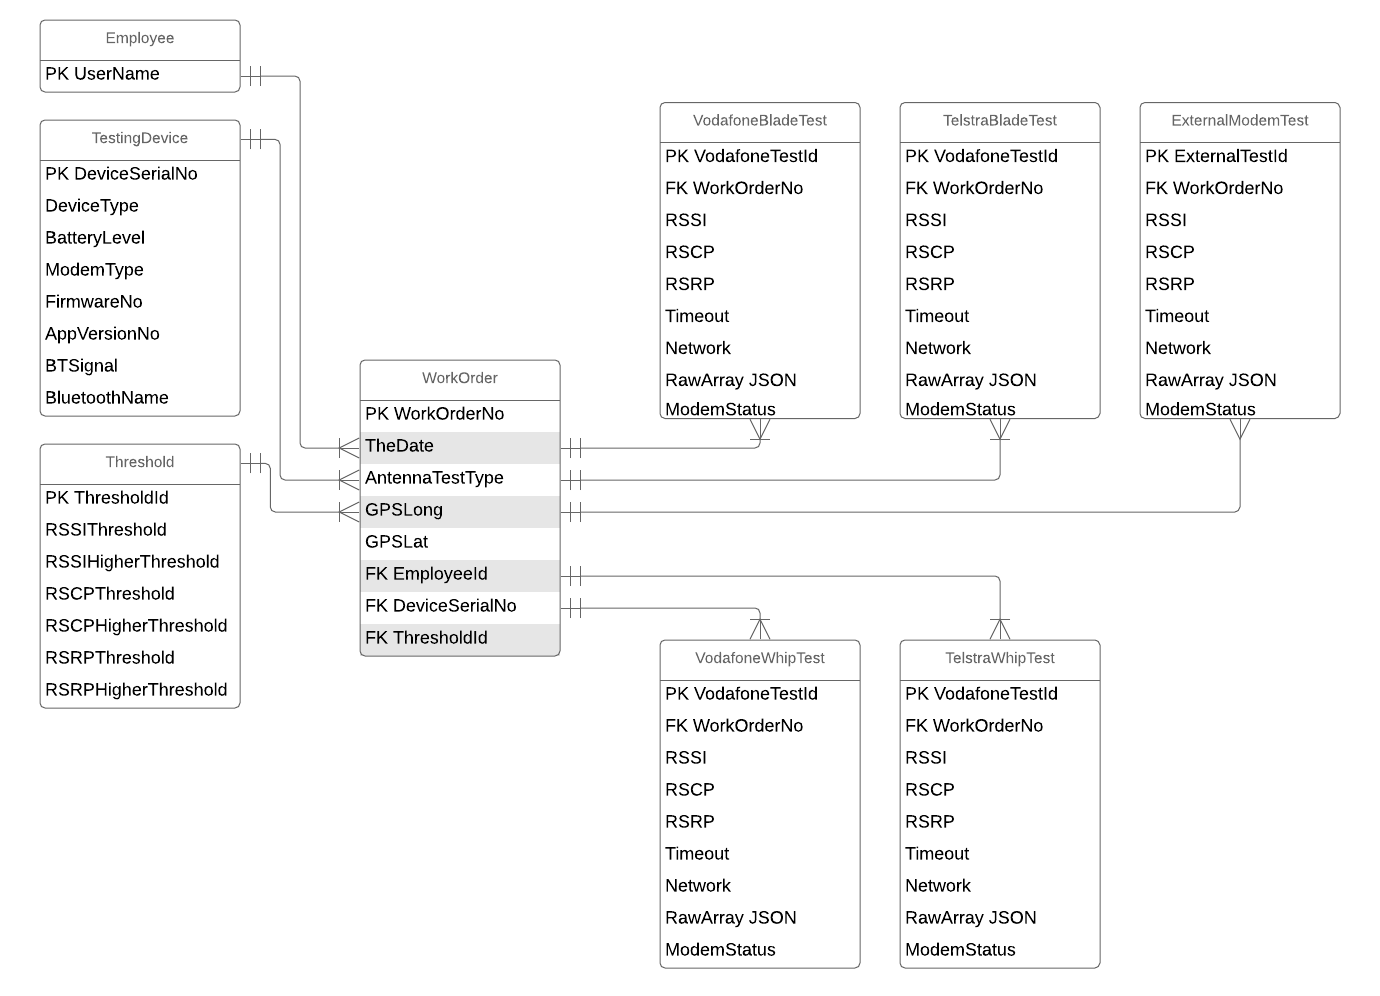 Employee
PK UserName
TestingDevice
PK DeviceSerialNo
DeviceType
BatteryLevel
ModemType
FirmwareNo
AppVersionNo
BTSignal
BluetoothName
Threshold
PK ThresholdId
RSSIThreshold
RSSIHigherThreshold
RSCPThreshold
RSCPHigherThreshold
RSRPThreshold
RSRPHigherThreshold
WorkOrder
PK WorkOrderNo
TheDate
AntennaTestType
GPSLong
GPSLat
FK EmployeeId
FK DeviceSerialNo
FK ThresholdId
VodafoneBladeTest
PK VodafoneTestId
FK WorkOrderNo
RSSI
RSCP
RSRP
Timeout
Network
RawArray JSON
ModemStatus
TelstraBladeTest
PK VodafoneTestId
FK WorkOrderNo
RSSI
RSCP
RSRP
Timeout
Network
RawArray JSON
ModemStatus
ExternalModemTest
PK ExternalTestId
FK WorkOrderNo
RSSI
RSCP
RSRP
Timeout
Network
RawArray JSON
ModemStatus
VodafoneWhipTest
PK VodafoneTestId
FK WorkOrderNo
RSSI
RSCP
RSRP
Timeout
Network
RawArray JSON
ModemStatus
TelstraWhipTest
PK VodafoneTestId
FK WorkOrderNo
RSSI
RSCP
RSRP
Timeout
Network
RawArray JSON
ModemStatus